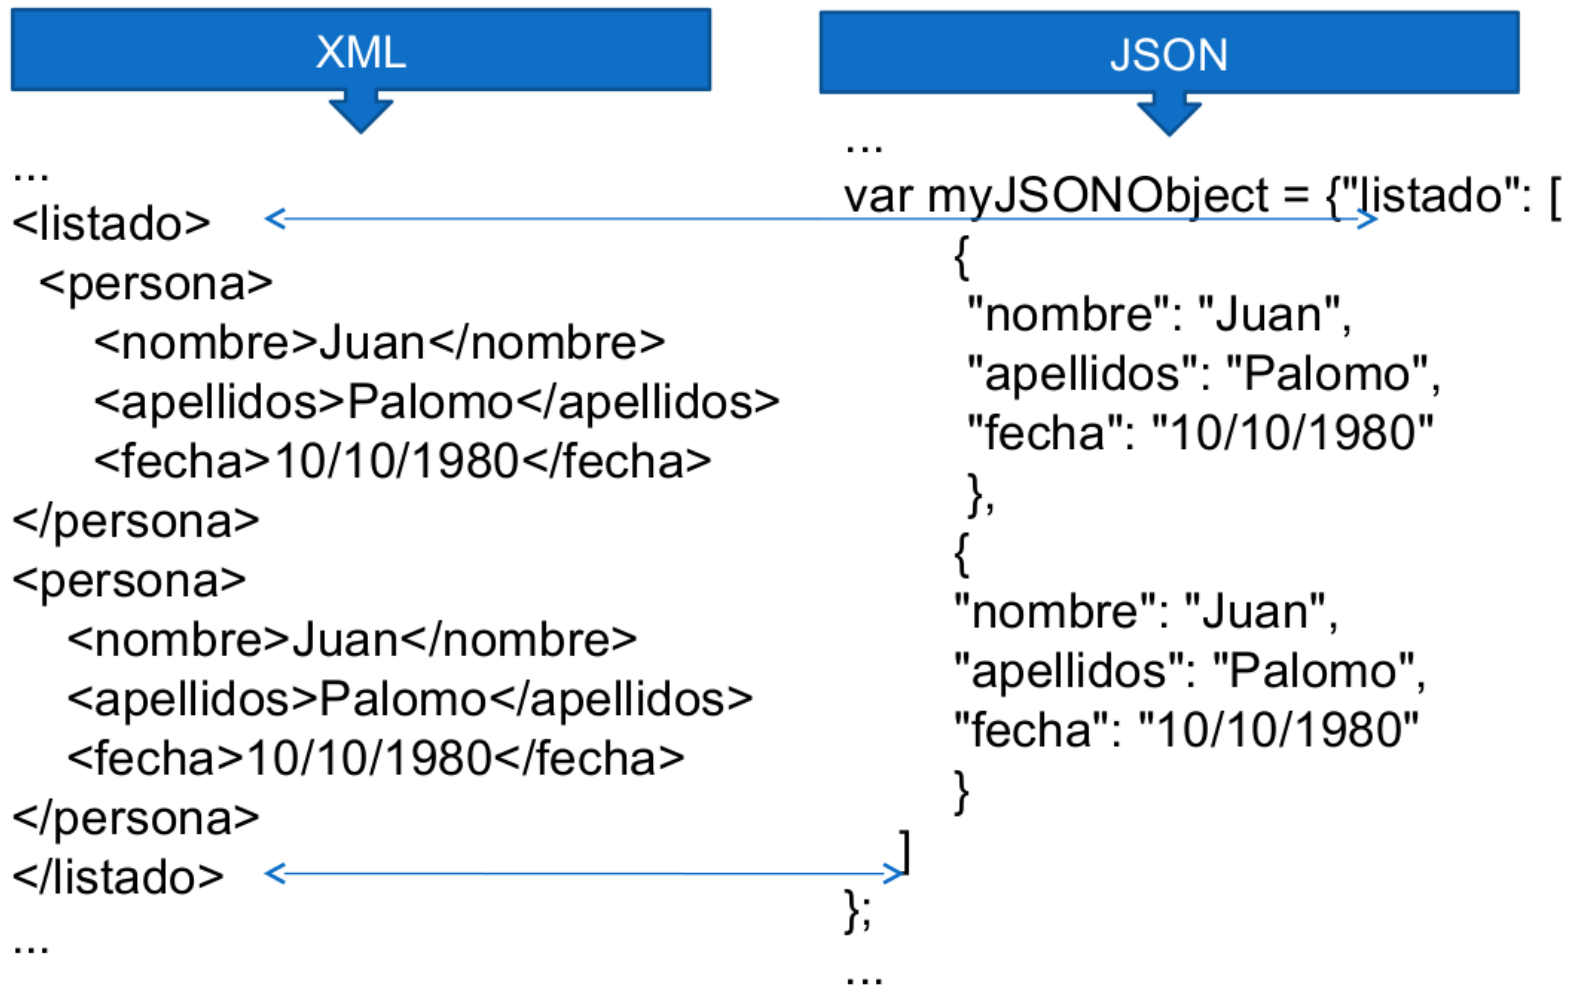 XML
...
<listado>
<persona>
<nombre>Juan</nombre>
<apellidos>Palomo</apellidos>
<fecha>10/10/1980</fecha>
</persona>
<persona>
<nombre>Juan</nombre>
<apellidos>Palomo</apellidos>
<fecha>10/10/1980</fecha>
</persona>
</listado>
...
JSON
...
var myJSONObject = {"listado": [
{
"nombre": "Juan",
"apellidos": "Palomo",
"fecha": "10/10/1980"
},
{
"nombre": "Juan",
"apellidos": "Palomo",
"fecha": "10/10/1980"
}
]
};
...